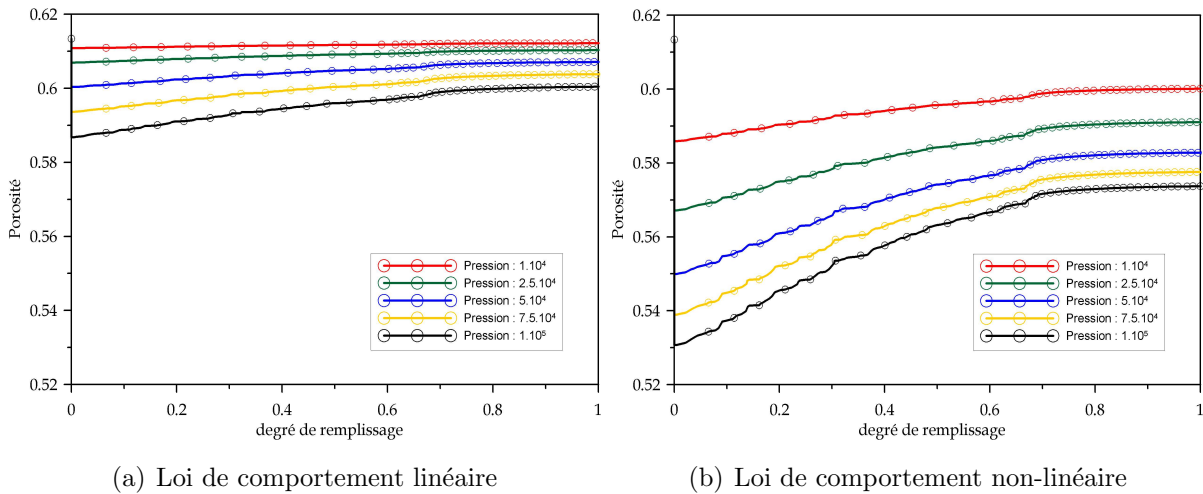 0.62
0.6
0.58
0.56
0.54
0.52
Porosité
0
0.2
0.4
0.6
0.8
1
degré de remplissage
Pression : 1.10⁴
Pression : 2.5.10⁴
Pression : 5.10⁴
Pression : 7.5.10⁴
Pression : 1.10⁵
(a) Loi de comportement linéaire
0.62
0.6
0.58
0.56
0.54
0.52
Porosité
0
0.2
0.4
0.6
0.8
1
degré de remplissage
Pression : 1.10⁴
Pression : 2.5.10⁴
Pression : 5.10⁴
Pression : 7.5.10⁴
Pression : 1.10⁵
(b) Loi de comportement non-linéaire